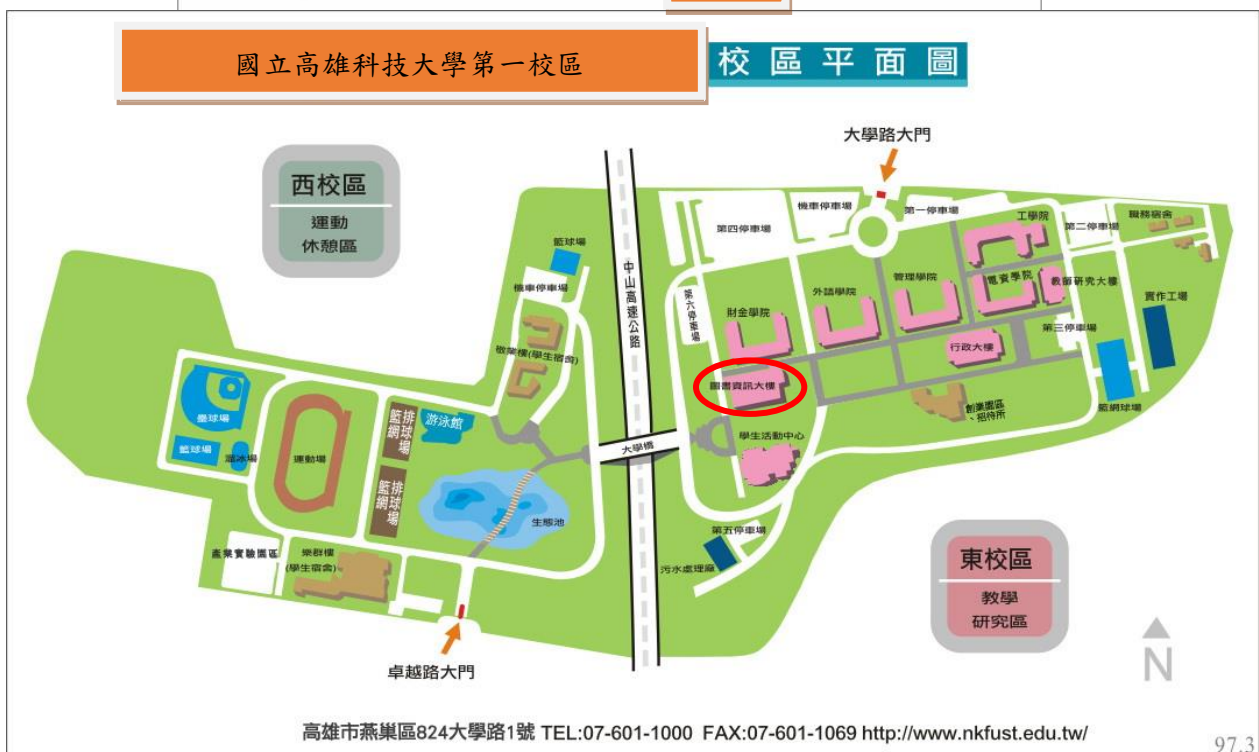 國立高雄科技大學第一校區
校區平面圖
大學路大門
西校區
運動
休憩區
機車停車場
第一停車場
工學院
第二停車場
職務宿舍
第四停車場
籃球場
中山高速公路
機車停車場
第六停車場
財金學院
外語學院
管理學院
電資學院
教師研究大樓
實作工場
第三停車場
行政大樓
敬業樓(學生宿舍)
圖書資訊大樓
創業園區
、招待所
籃網球場
壘球場
籃球場
溜冰場
運動場
籃網
排球場
游泳館
大學橋
學生活動中心
籃網
排球場
生態池
第五停車場
污水處理廠
產業實驗園區
樂群樓
(學生宿舍)
東校區
教學
研究區
卓越路大門
N
高雄市燕巢區824大學路1號 TEL:07-601-1000 FAX:07-601-1069 http://www.nkfust.edu.tw/
97.3